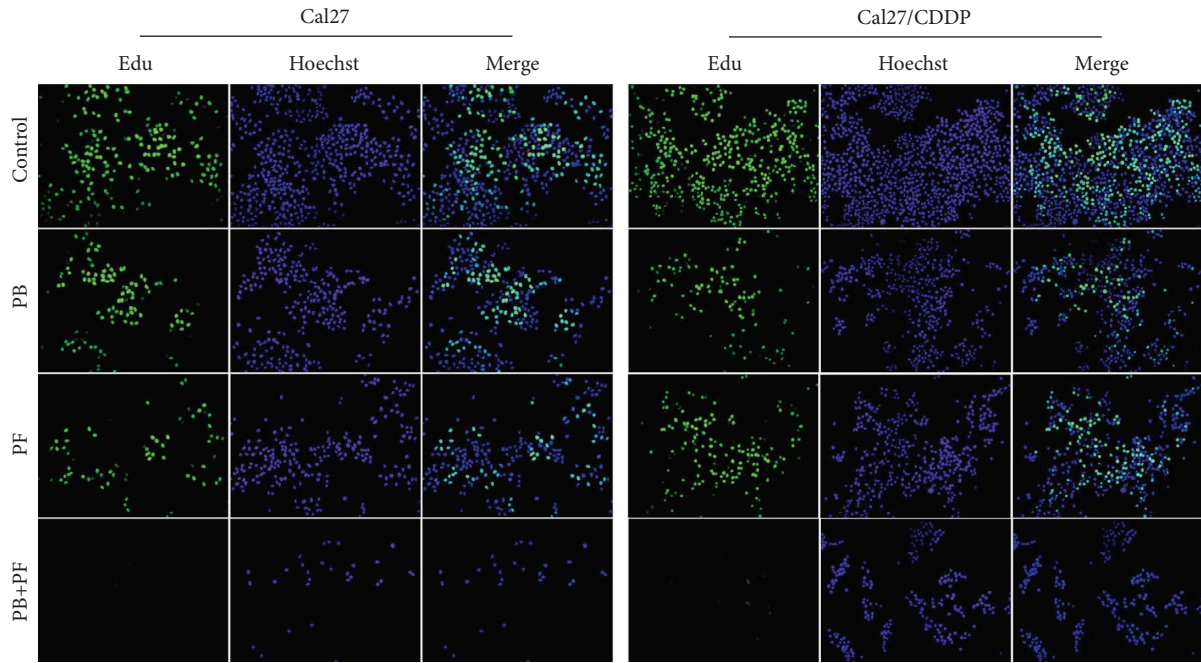 Cal27 Cal27/CDDP
Edu Hoechst Merge Edu Hoechst Merge
Control
PB
PF
PB+PF